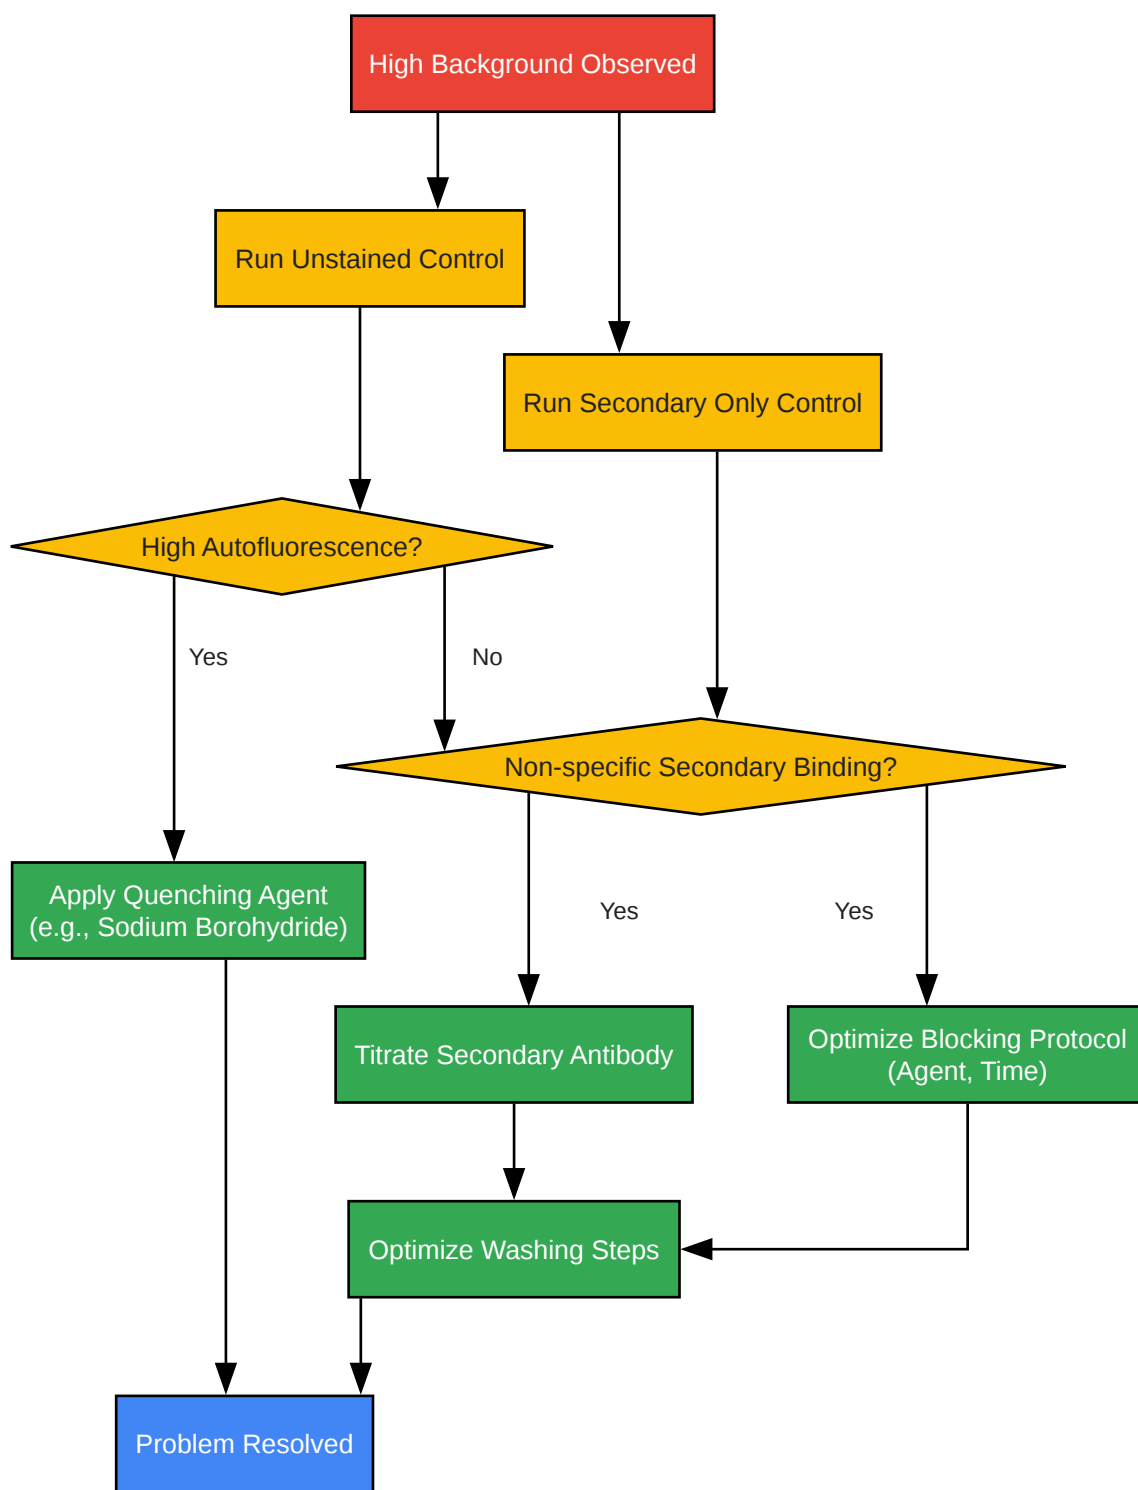 High Background Observed
Run Unstained Control
Run Secondary Only Control
High Autofluorescence?
Yes
No
Non-specific Secondary Binding?
Apply Quenching Agent
(e.g., Sodium Borohydride)
Yes
Yes
Titrate Secondary Antibody
Optimize Blocking Protocol
(Agent, Time)
Optimize Washing Steps
Problem Resolved